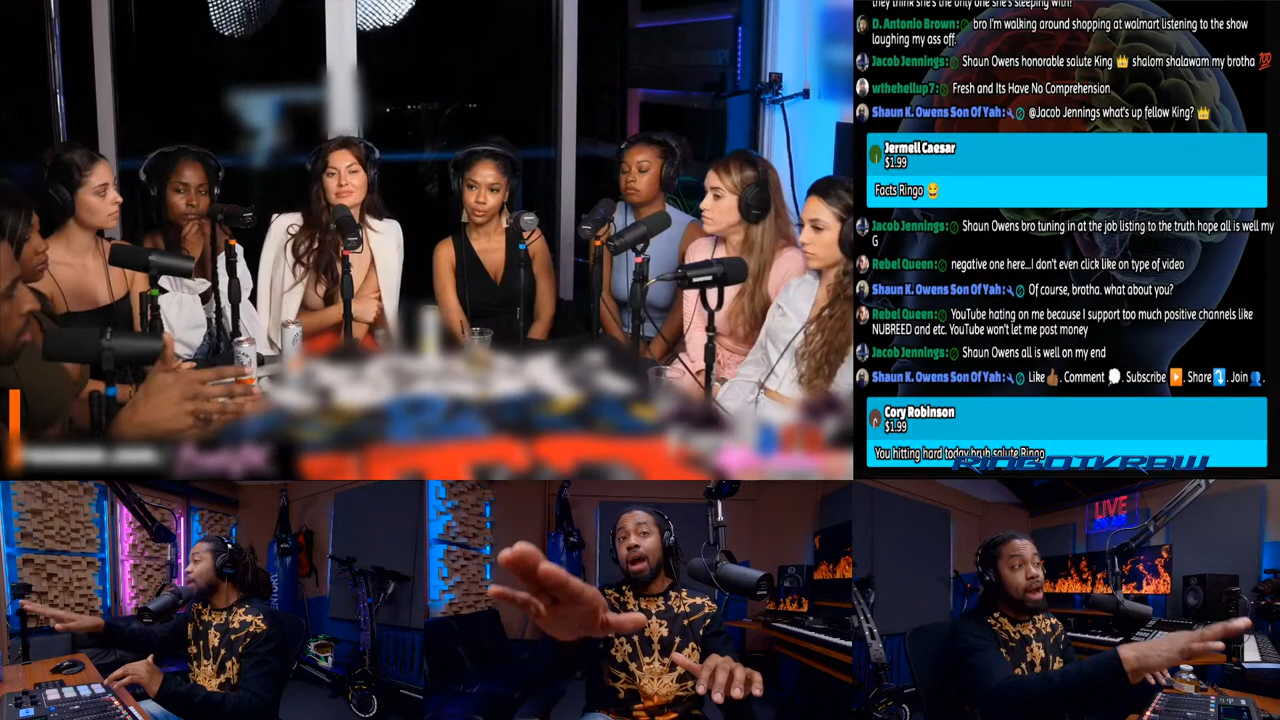 they think she's the only one she's sleeping with?
D. Antonio Brown: bro I'm walking around shopping at walmart listening to the show
laughing my ass off.
Jacob Jennings: Shaun Owens honorable salute King 👑 shalom shalawam my brotha 💯
wthehellup7: Fresh and Its Have No Comprehension
Shaun K. Owens Son Of Yah: @Jacob Jennings what's up fellow King? 👑
Jermell Caesar
$1.99
Facts Ringo 😂
Jacob Jennings: Shaun Owens bro tuning in at the job listing to the truth hope all is well my
G
Rebel Queen: negative one here...I don't even click like on type of video
Shaun K. Owens Son Of Yah: Of course, brotha. what about you?
Rebel Queen: YouTube hating on me because I support too much positive channels like
NUBREED and etc. YouTube won't let me post money
Jacob Jennings: Shaun Owens all is well on my end
Shaun K. Owens Son Of Yah: Like👍🏾. Comment 💭. Subscribe ▶️. Share⤵️. Join👥.
Cory Robinson
$1.99
You hitting hard today bruh salute Ringo
RINGOTVRAW
LIVE
ON AIR